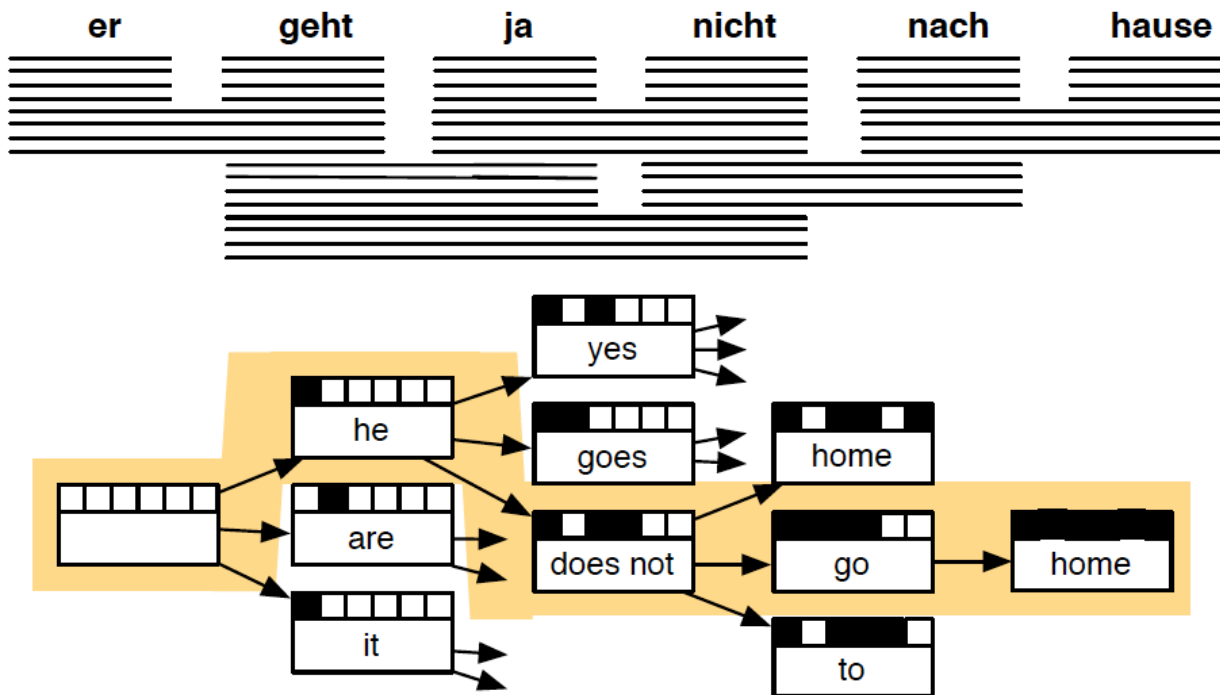 er geht ja nicht nach hause
yes
he
goes
home
are
does not
go
home
it
to